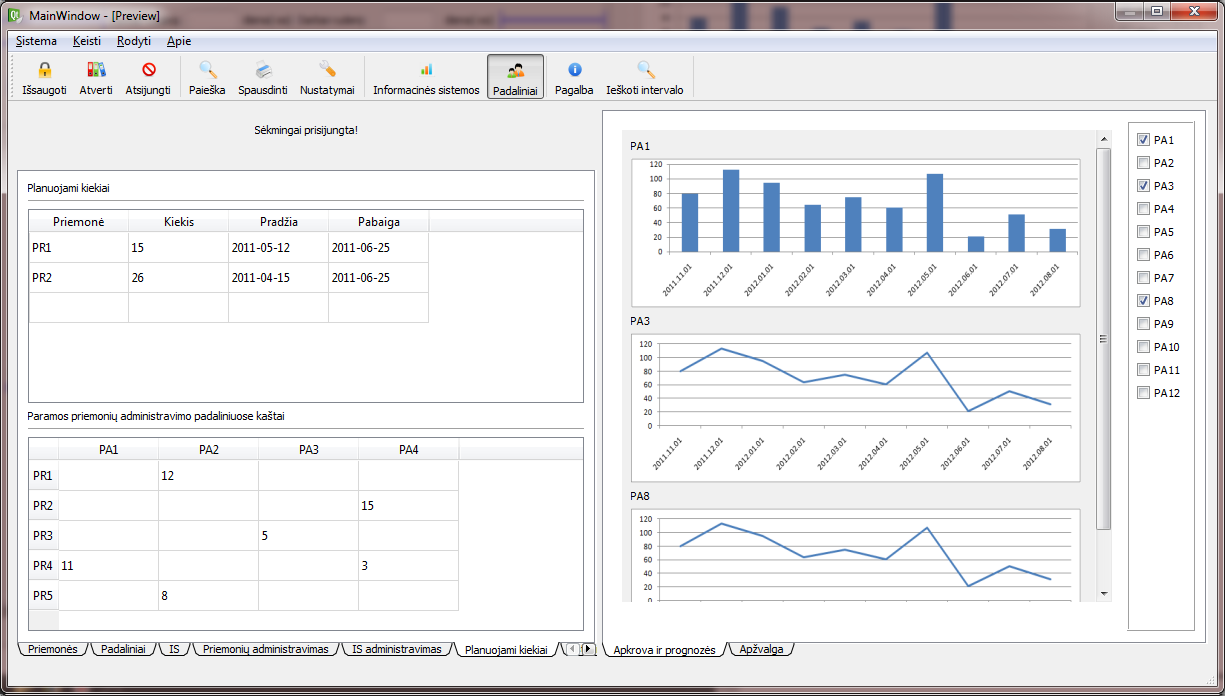 MainWindow - [Preview]
Sistema Keisti Rodyti Apie
Išsaugoti Atverti Atsijungti Paieška Spausdinti Nustatymai Informacinės sistemos Padaliniai Pagalba Ieškoti intervalo
Sėkmingai prisijungta!
Planuojami kiekiai
Priemonė Kiekis Pradžia Pabaiga
PR1 15 2011-05-12 2011-06-25
PR2 26 2011-04-15 2011-06-25
Paramos priemonių administravimo padaliniuose kaštai
PA1 PA2 PA3 PA4
PR1 12
PR2 15
PR3 5
PR4 11 3
PR5 8
Priemonės Padaliniai IS Priemonių administravimas IS administravimas Planuojami kiekiai
PA1
120
100
80
60
40
20
0
2011.11.01 2011.12.01 2012.01.01 2012.02.01 2012.03.01 2012.04.01 2012.05.01 2012.06.01 2012.07.01 2012.08.01
PA3
120
100
80
60
40
20
0
2011.11.01 2011.12.01 2012.01.01 2012.02.01 2012.03.01 2012.04.01 2012.05.01 2012.06.01 2012.07.01 2012.08.01
PA8
120
100
80
60
40
20
0
PA1
PA2
PA3
PA4
PA5
PA6
PA7
PA8
PA9
PA10
PA11
PA12
Apkrova ir prognozės Apžvalga